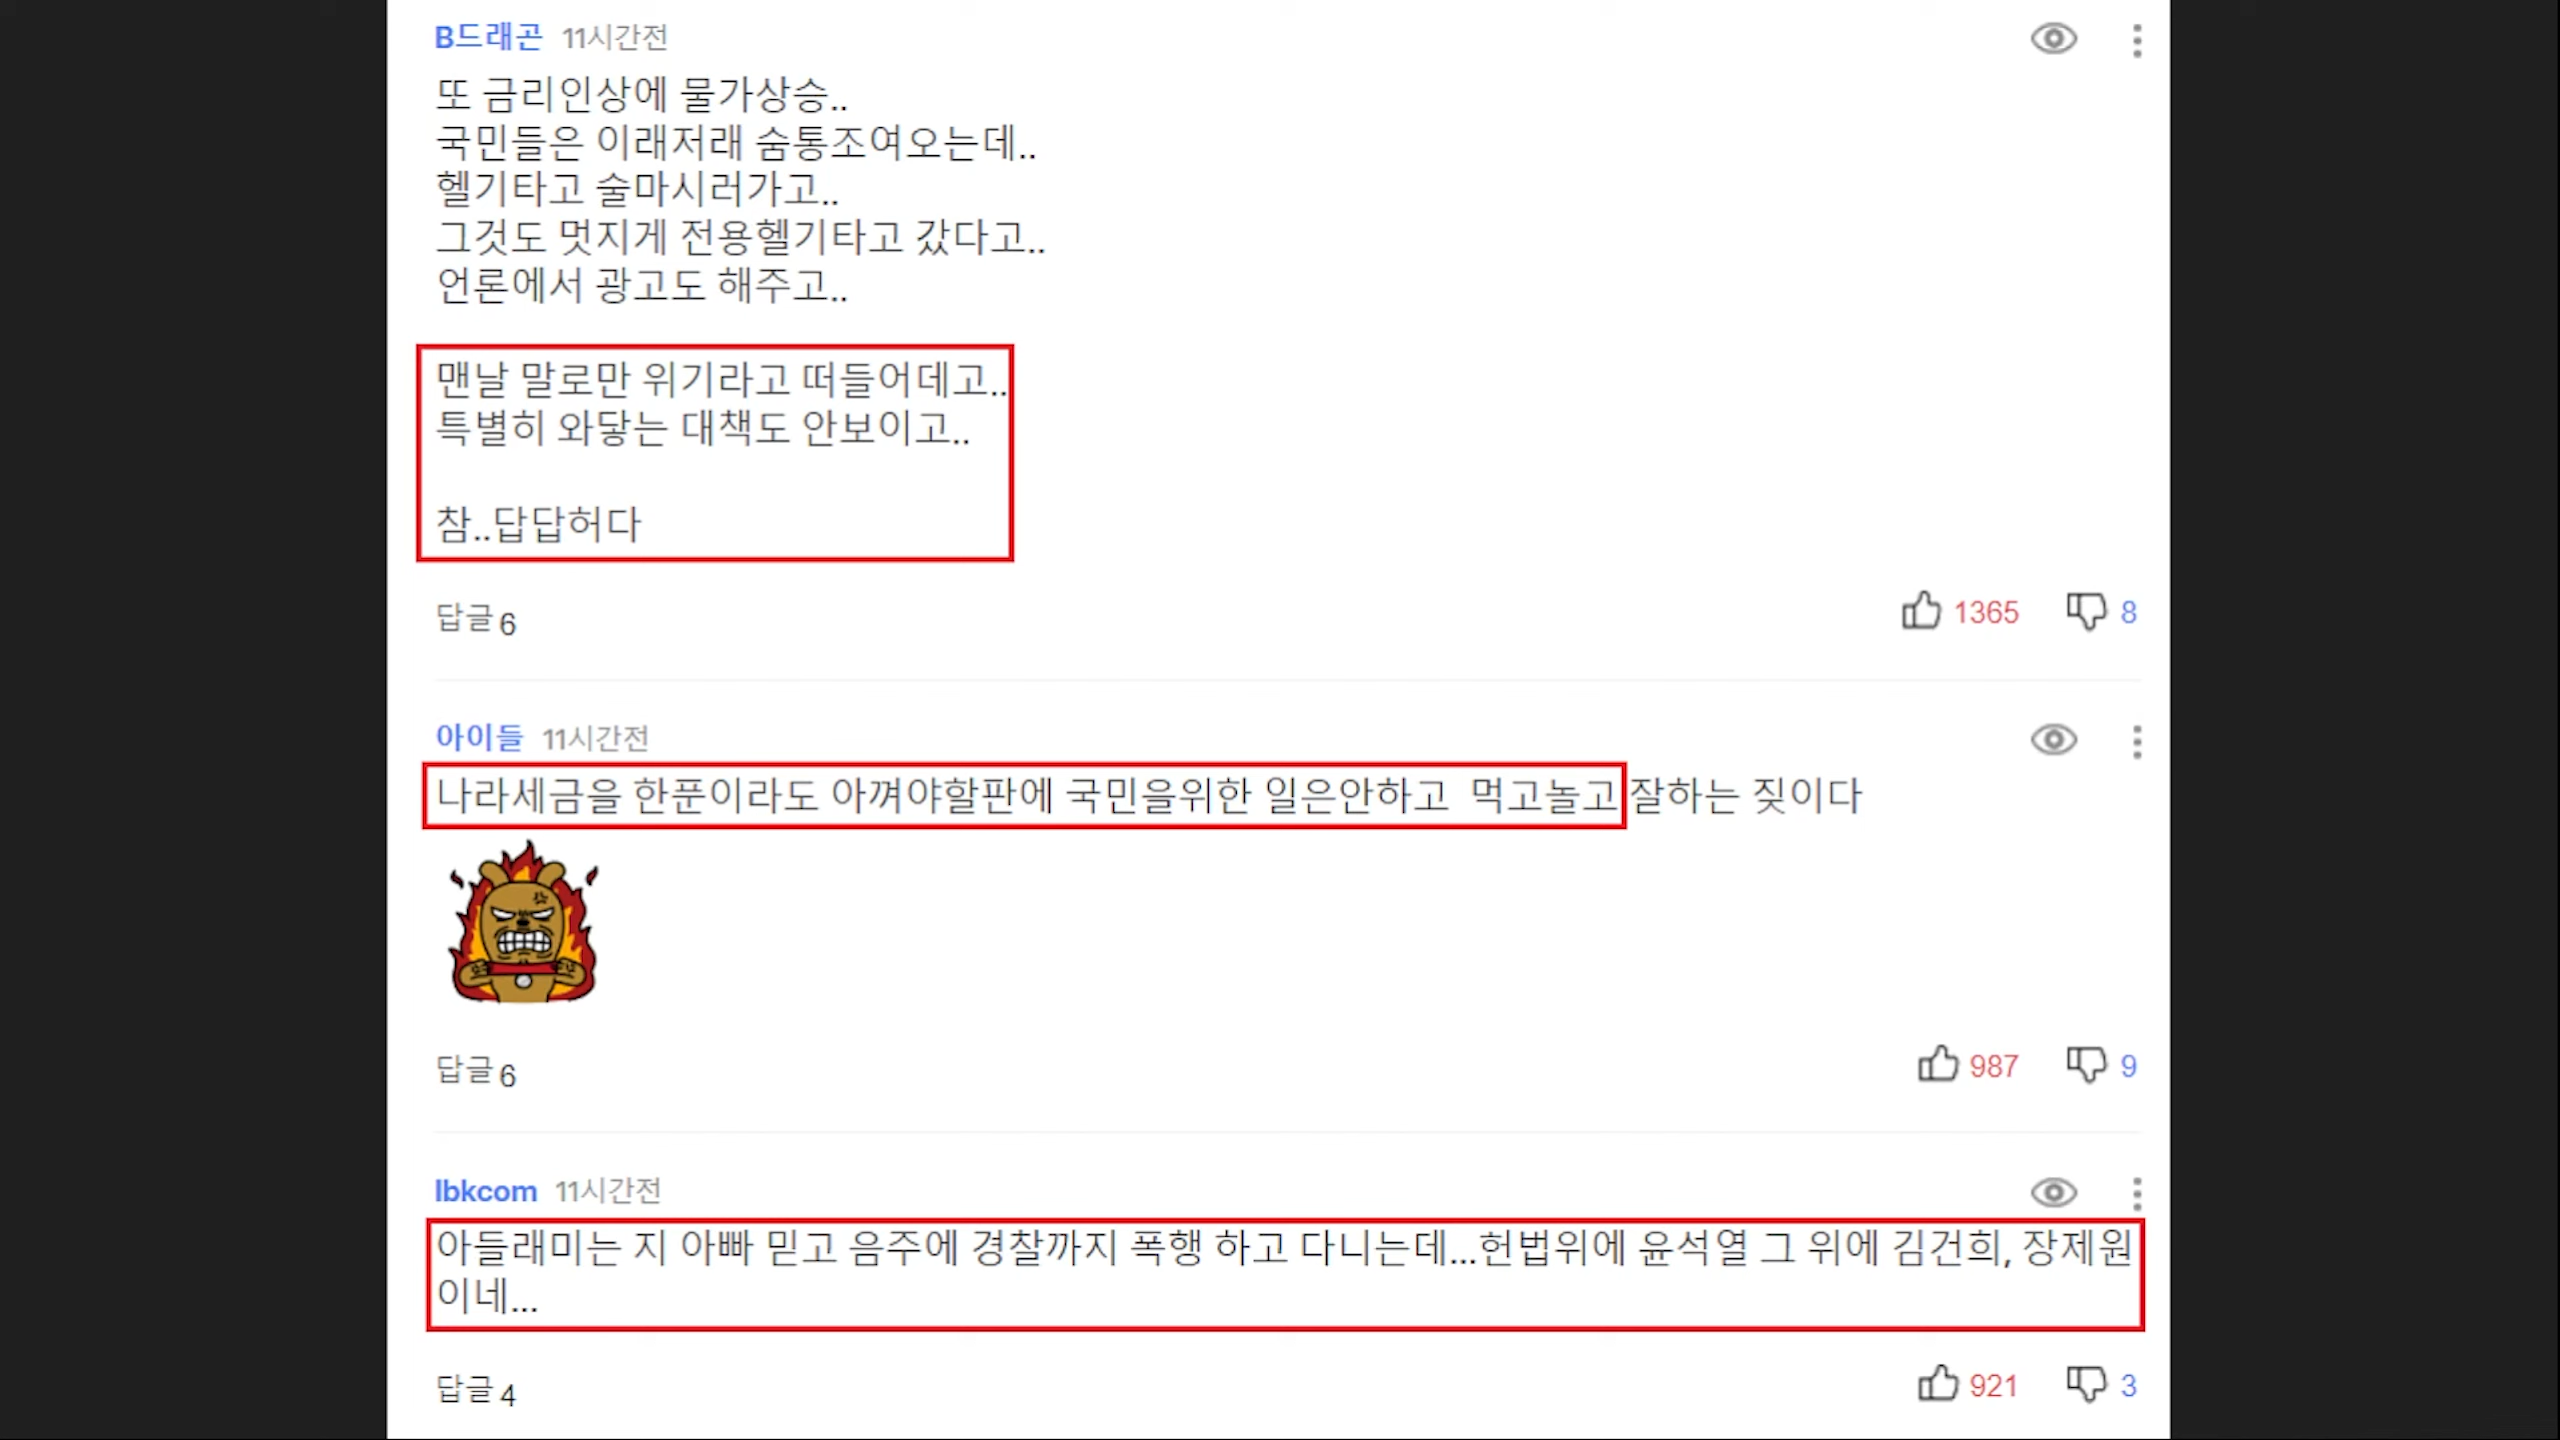 B드래곤 11시간전
또 금리인상에 물가상승..
국민들은 이래저래 숨통조여오는데..
헬기타고 술마시러가고..
그것도 멋지게 전용헬기타고 갔다고..
언론에서 광고도 해주고..
맨날 말로만 위기라고 떠들어데고..
특별히 와닿는 대책도 안보이고..
참..답답허다
답글 6 1365 8
아이들 11시간전
나라세금을 한푼이라도 아껴야할판에 국민을위한 일은안하고 먹고놀고 잘하는 짓이다
답글 6 987 9
lbkcom 11시간전
아들래미는 지 아빠 믿고 음주에 경찰까지 폭행 하고 다니는데...헌법위에 윤석열 그 위에 김건희, 장제원
이네...
답글 4 921 3